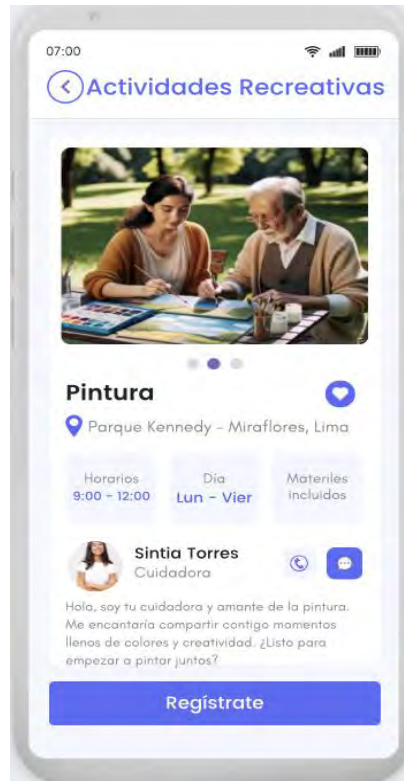 07:00
Actividades Recreativas
Pintura
Parque Kennedy - Miraflores, Lima
Horarios
9:00 - 12:00
Día
Lun - Vier
Materiles
incluidos
Sintia Torres
Cuidadora
Hola, soy tu cuidadora y amante de la pintura.
Me encantaría compartir contigo momentos
llenos de colores y creatividad. ¿Listo para
empezar a pintar juntos?
Regístrate